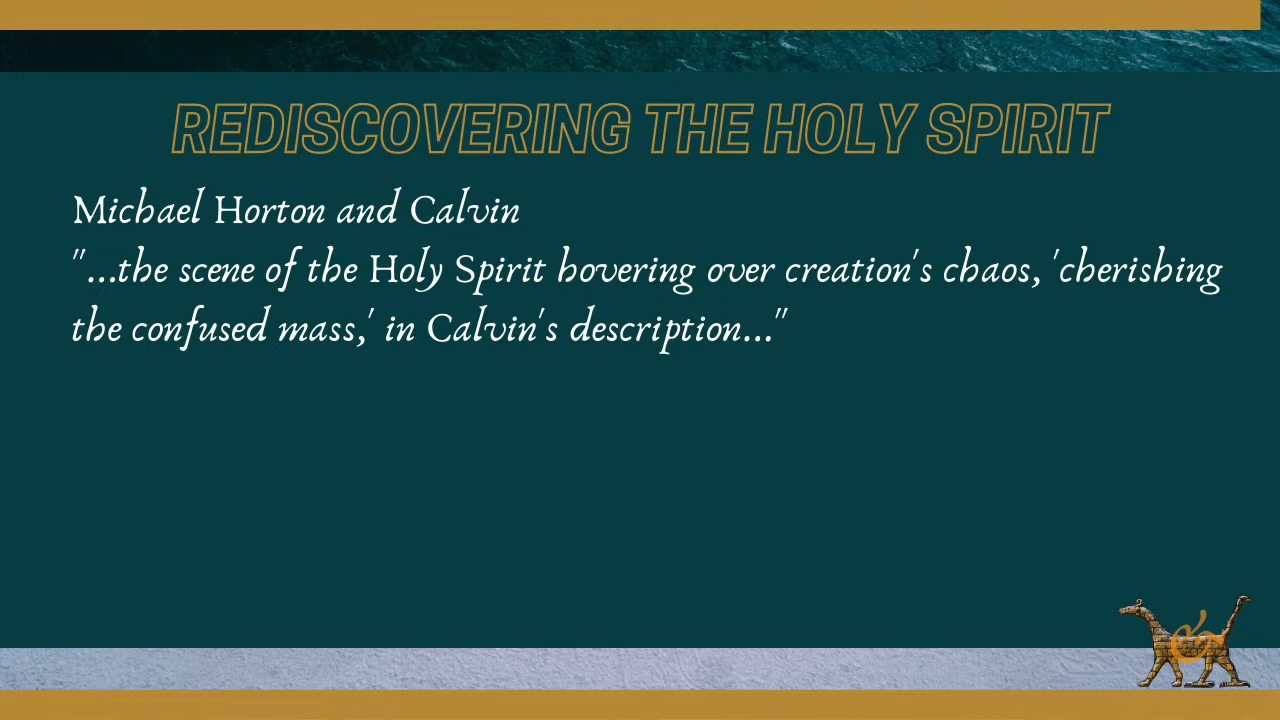 REDISCOVERING THE HOLY SPIRIT
Michael Horton and Calvin
"...the scene of the Holy Spirit hovering over creation's chaos, 'cherishing
the confused mass,' in Calvin's description..."